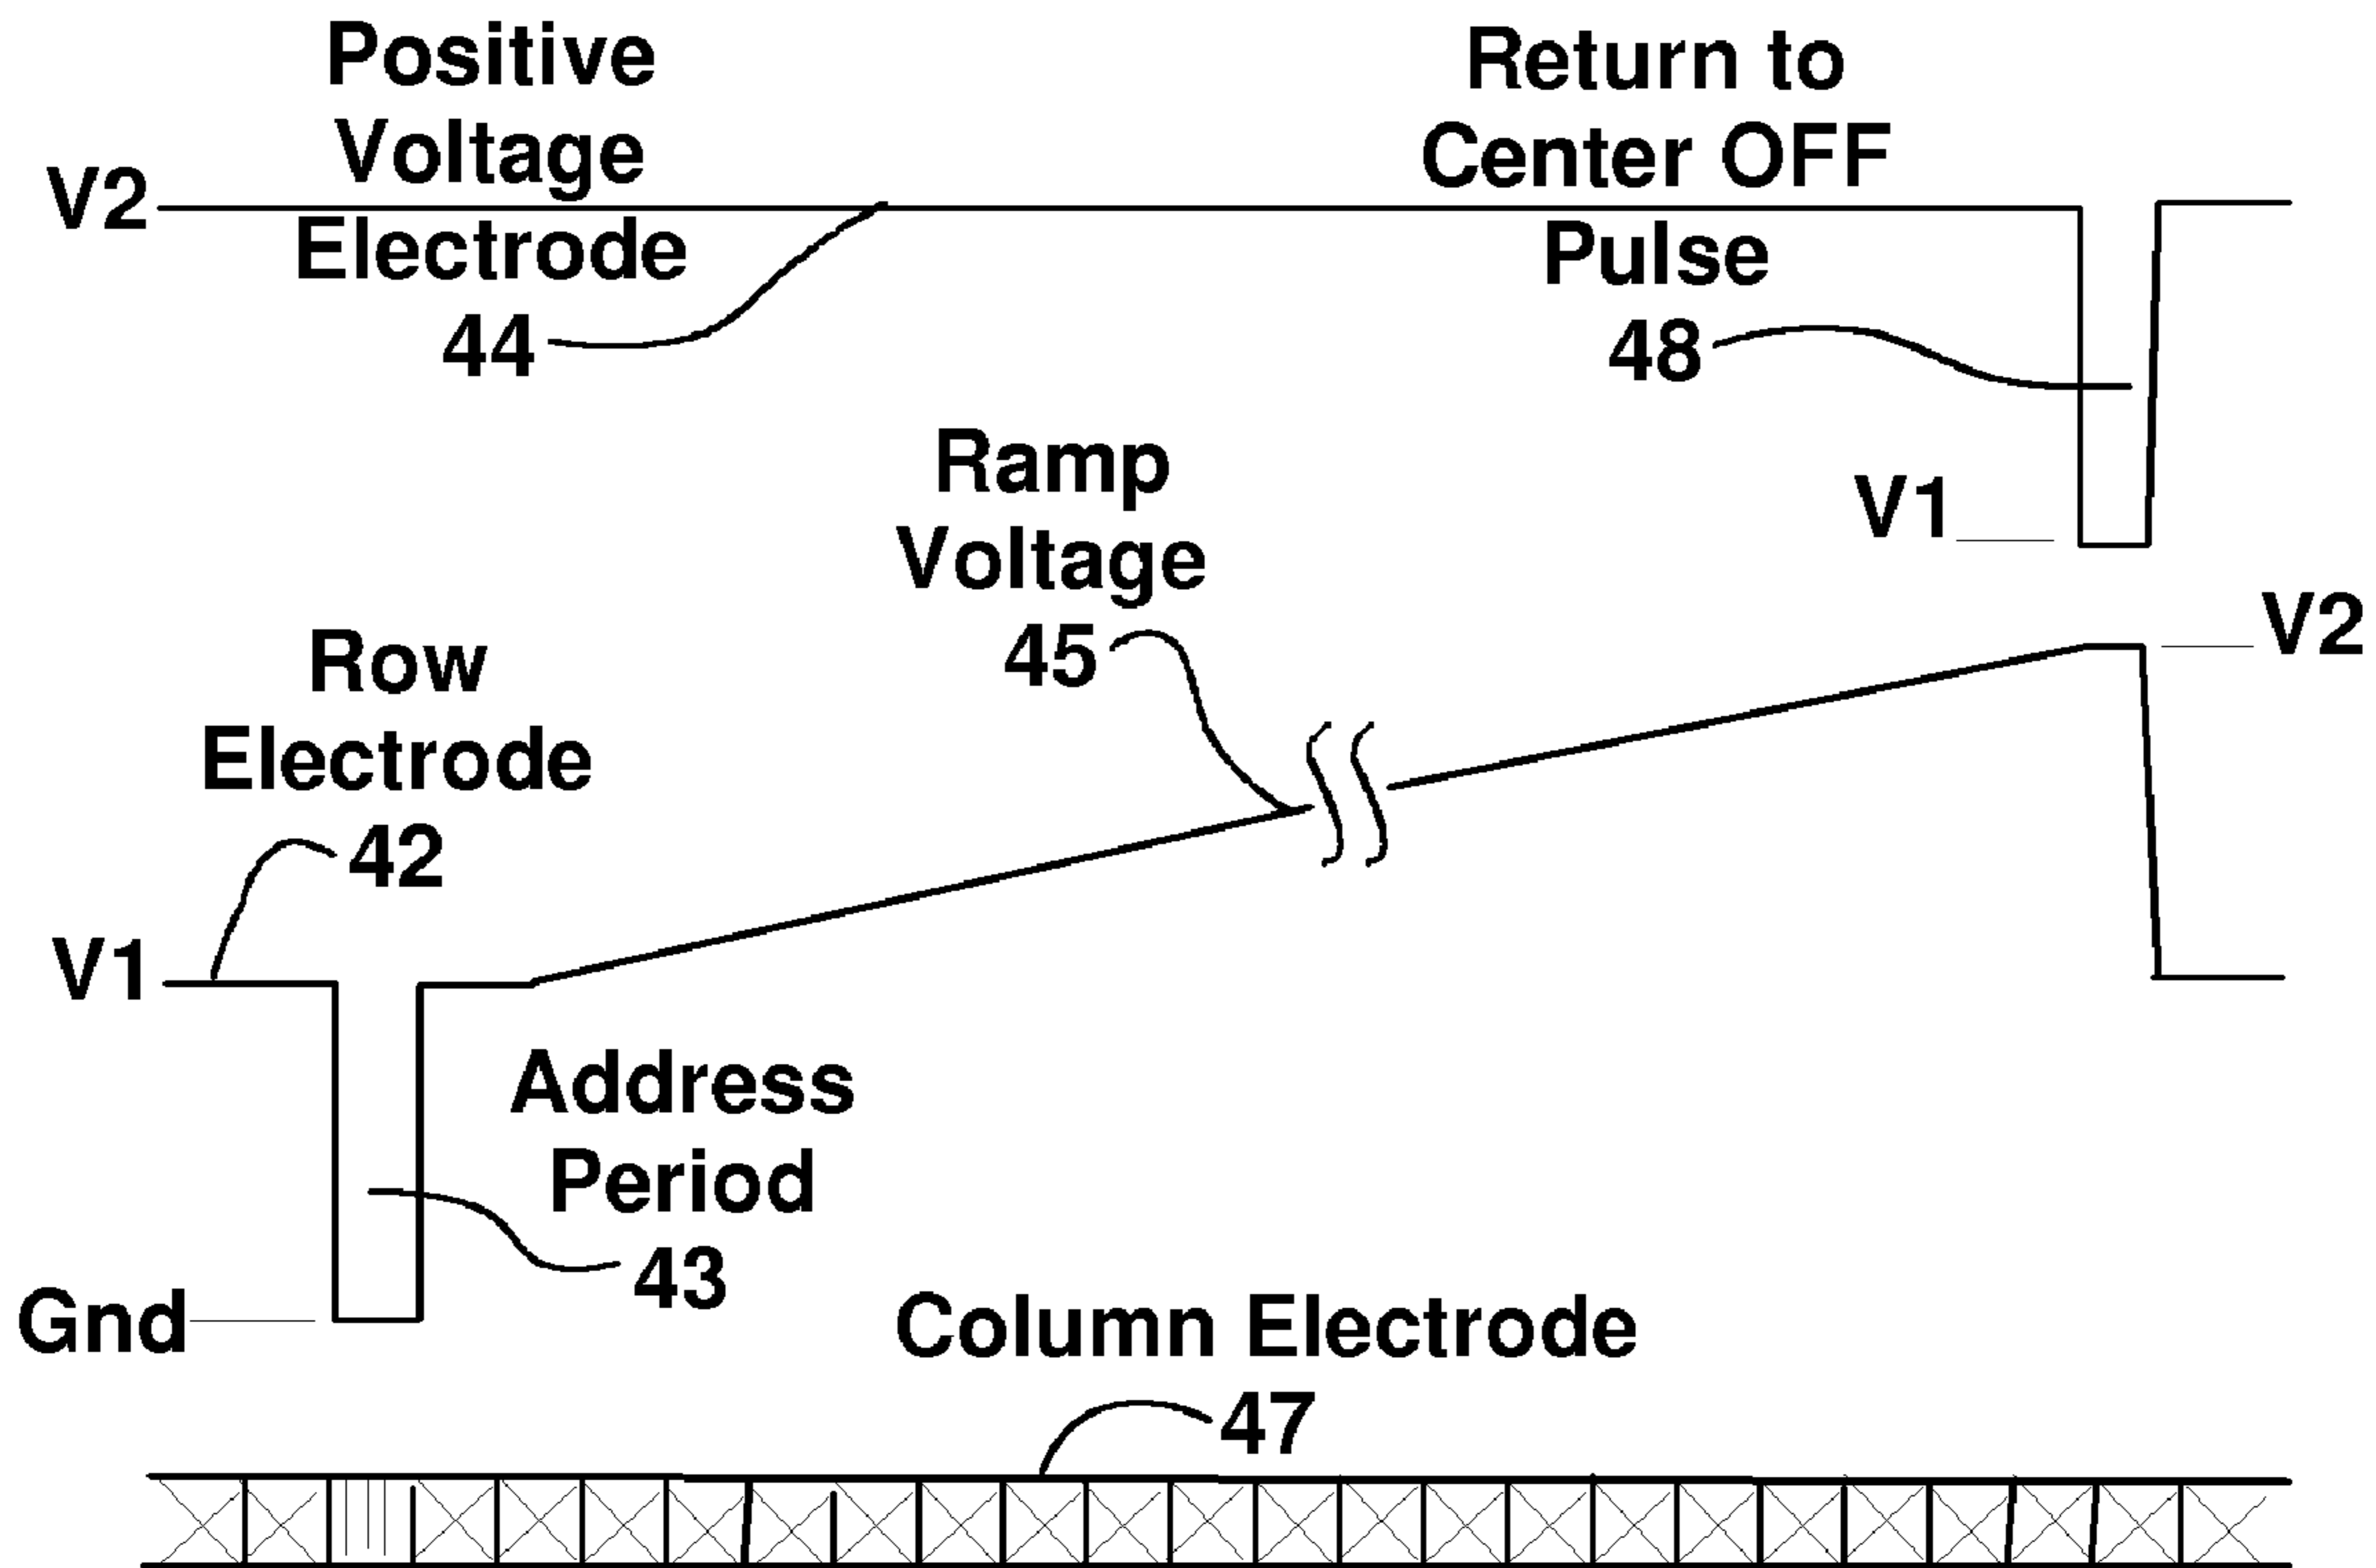 Positive
Voltage
Electrode
44
V2
Return to
Center OFF
Pulse
48
V1
Ramp
Voltage
45
V2
Row
Electrode
42
V1
Address
Period
43
Gnd
Column Electrode
47